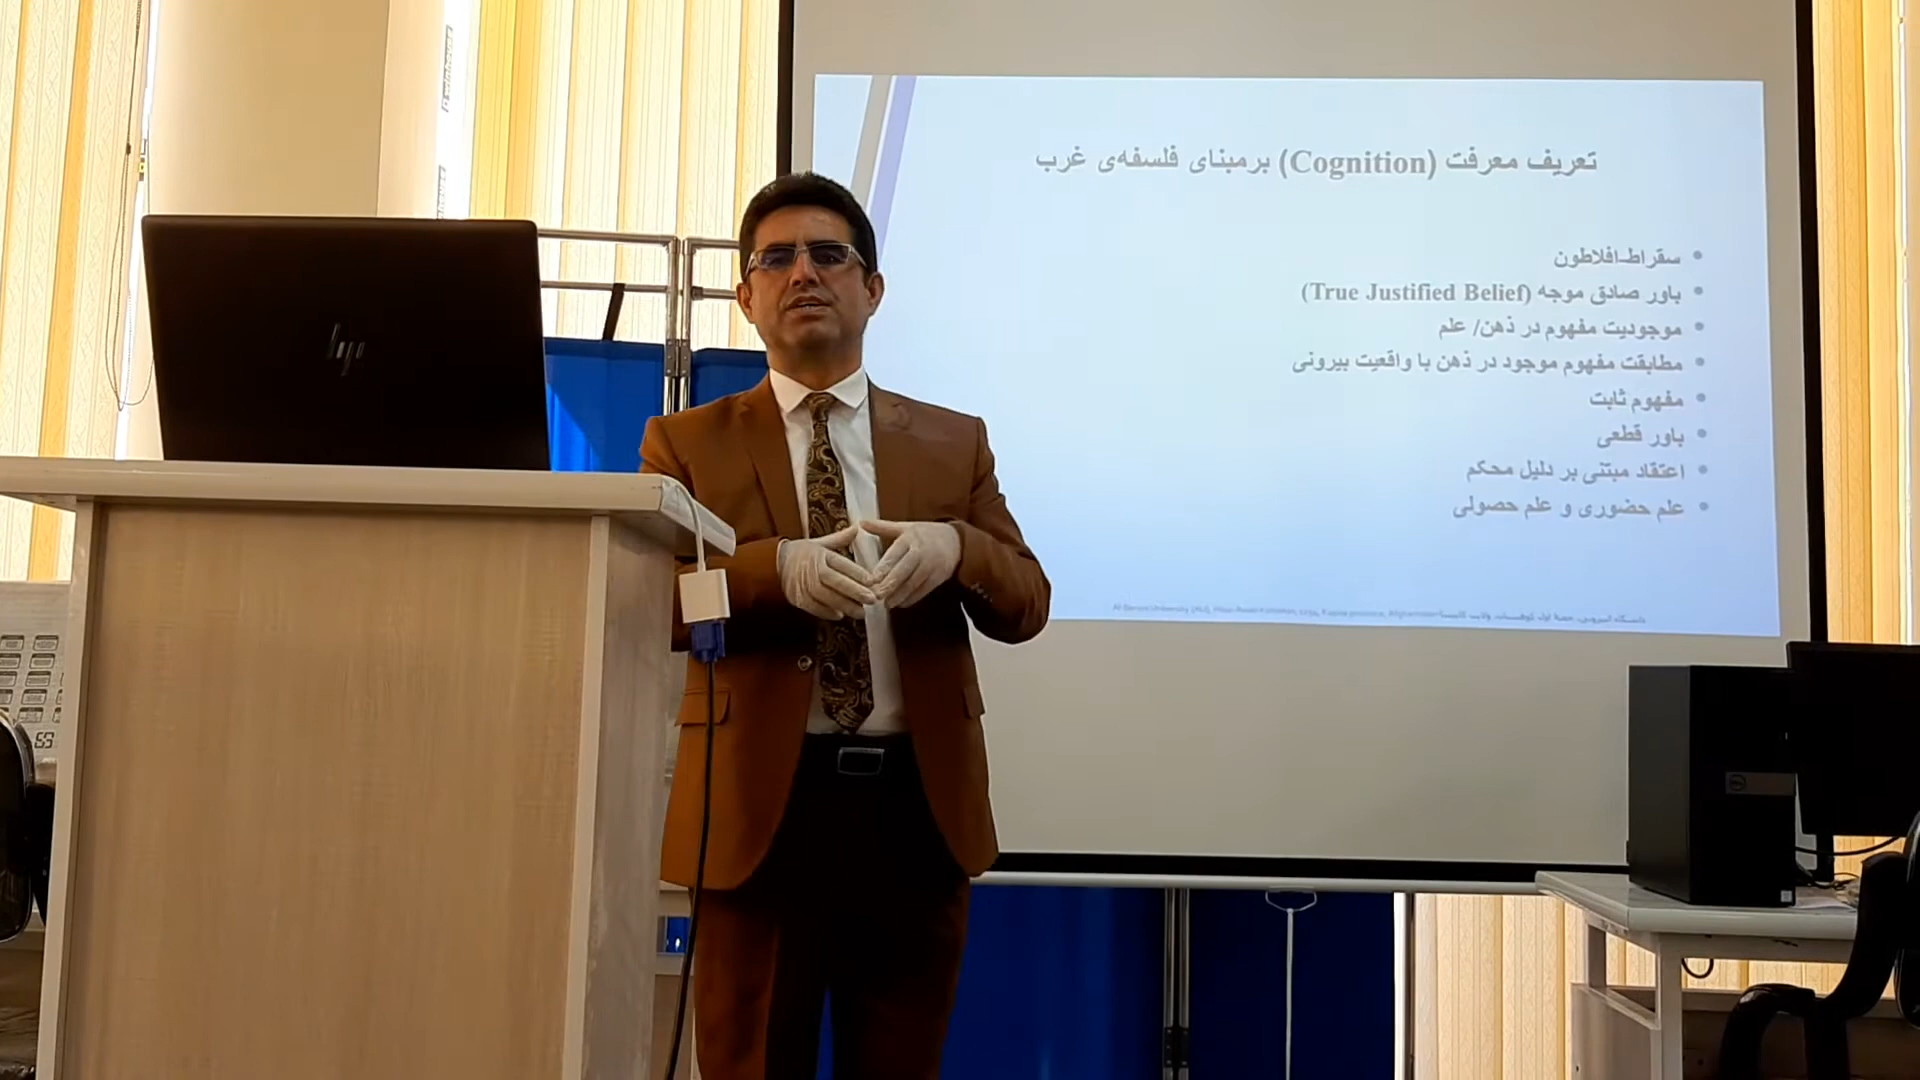 تعریف معرفت (Cognition) برمبنای فلسفه‌ی غرب
سقراط-افلاطون
باور صادق موجه (True Justified Belief)
موجودیت مفهوم در ذهن/ علم
مطابقت مفهوم موجود در ذهن با واقعیت بیرونی
مفهوم ثابت
باور قطعی
اعتقاد مبتنی بر دلیل محکم
علم حضوری و علم حصولی
hp
DELL